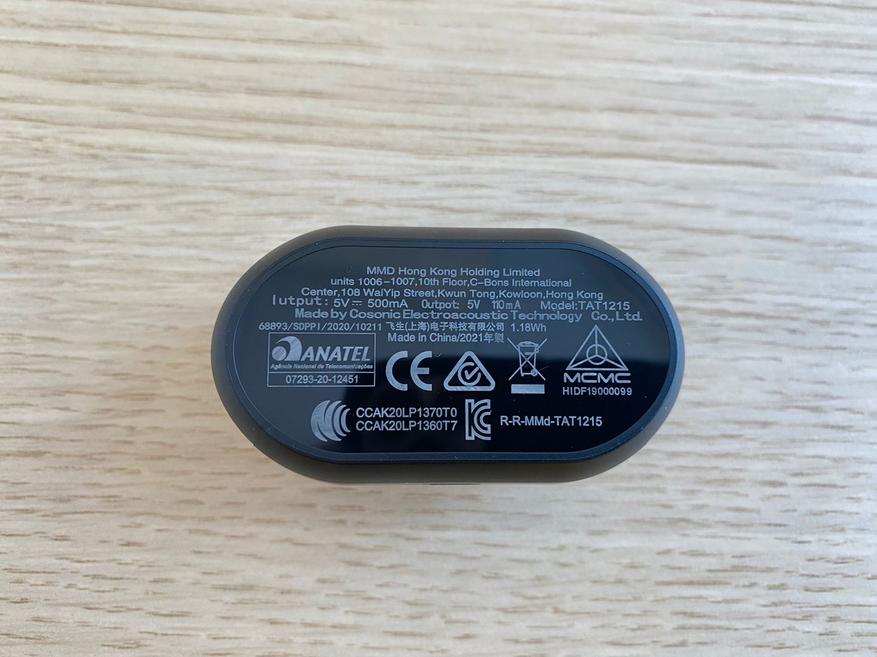 MMD Hong Kong Holding Limited
units 1006-1007,10th Floor,C-Bons International
Center,108 WaiYip Street,Kwun Tong,Kowloon,Hong Kong
Iutput: 5V⎓ 500mA Output: 5V 110mA Model:TAT1215
Made by Cosonic Electroacoustic Technology Co.,Ltd.
68893/SDPPI/2020/10211 飞生(上海)电子科技有限公司 1.18Wh
Made in China/2021年製
ANATEL
Agência Nacional de Telecomunicações
07293-20-12451
CE
MCMC
HIDF19000099
CCAK20LP1370T0
CCAK20LP1360T7
R-R-MMd-TAT1215